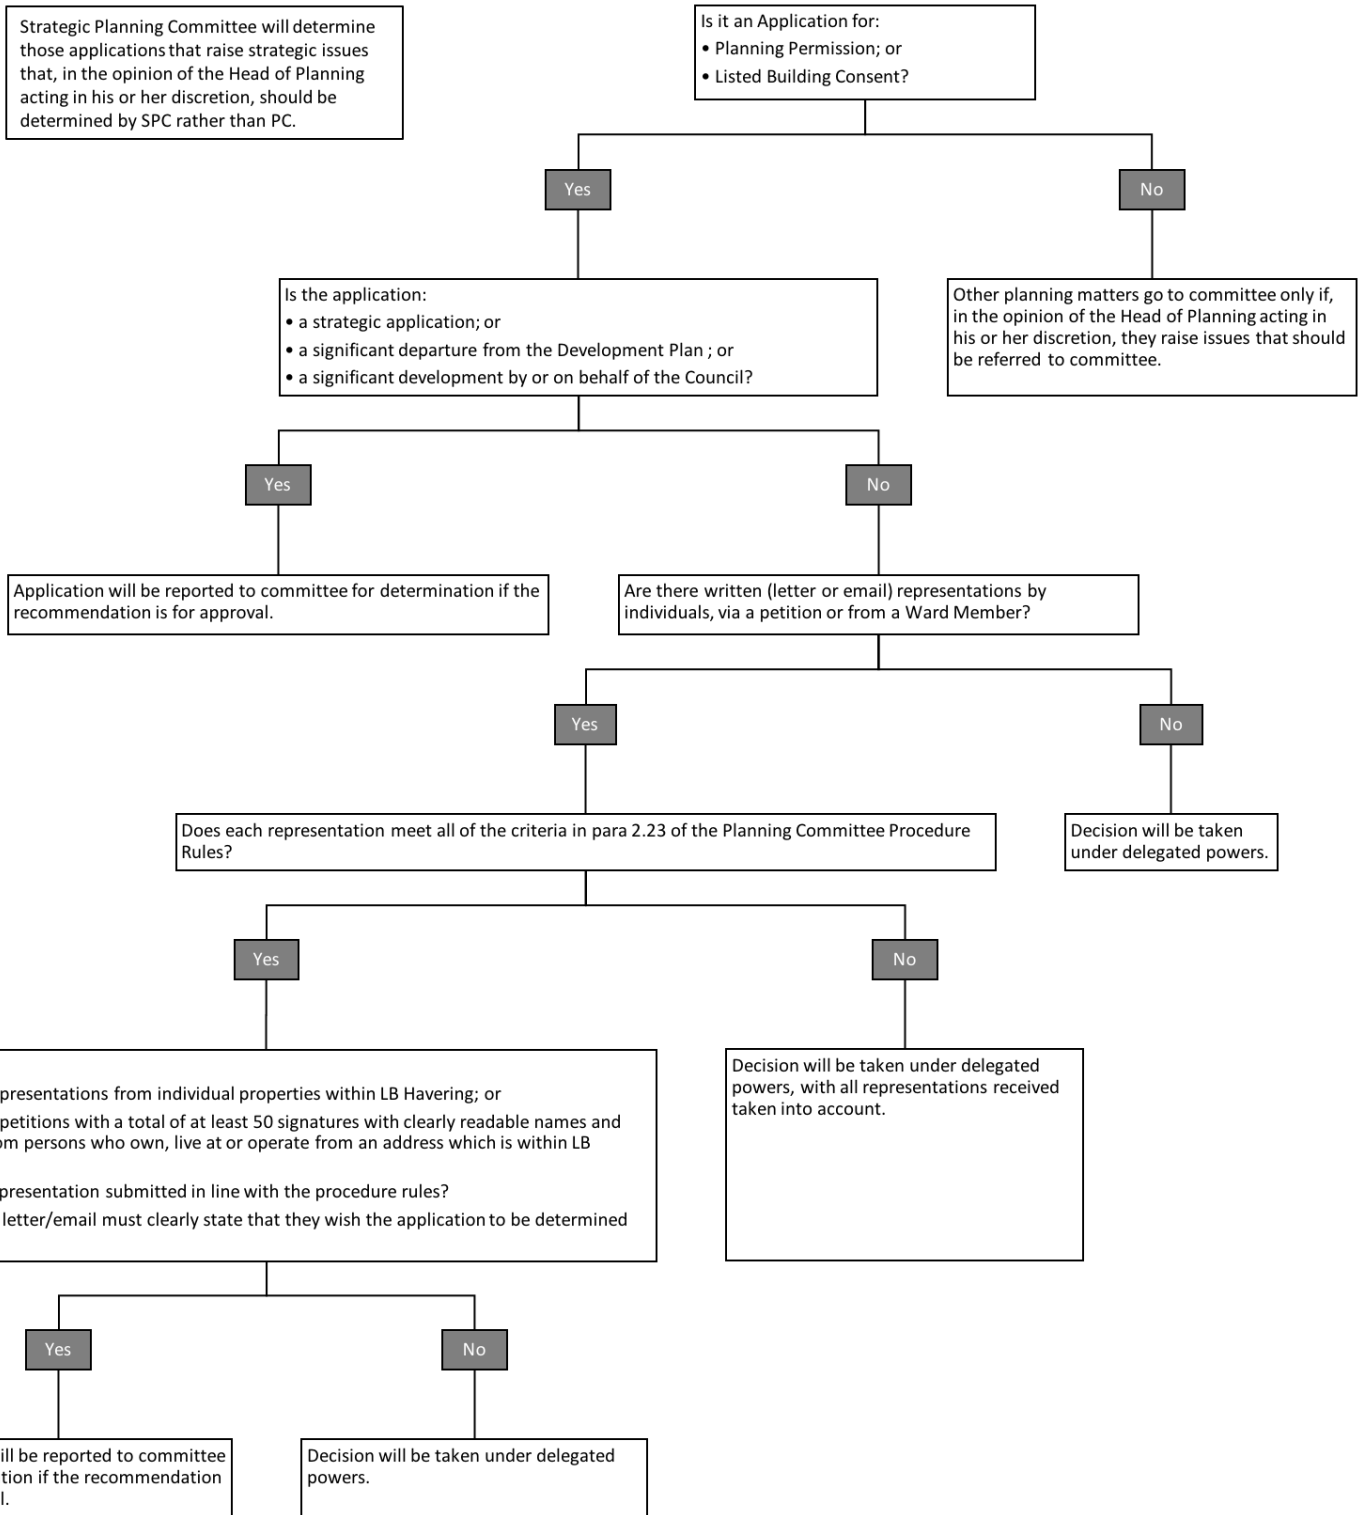 Strategic Planning Committee will determine
those applications that raise strategic issues
that, in the opinion of the Head of Planning
acting in his or her discretion, should be
determined by SPC rather than PC.
Is it an Application for:
• Planning Permission; or
• Listed Building Consent?
Yes
No
Is the application:
• a strategic application; or
• a significant departure from the Development Plan ; or
• a significant development by or on behalf of the Council?
Other planning matters go to committee only if,
in the opinion of the Head of Planning acting in
his or her discretion, they raise issues that should
be referred to committee.
Yes
No
Application will be reported to committee for determination if the
recommendation is for approval.
Are there written (letter or email) representations by
individuals, via a petition or from a Ward Member?
Yes
No
Does each representation meet all of the criteria in para 2.23 of the Planning Committee Procedure
Rules?
Decision will be taken
under delegated powers.
Yes
No
presentations from individual properties within LB Havering; or
petitions with a total of at least 50 signatures with clearly readable names and
om persons who own, live at or operate from an address which is within LB
presentation submitted in line with the procedure rules?
letter/email must clearly state that they wish the application to be determined
Decision will be taken under delegated
powers, with all representations received
taken into account.
Yes
No
ill be reported to committee
tion if the recommendation
l.
Decision will be taken under delegated
powers.